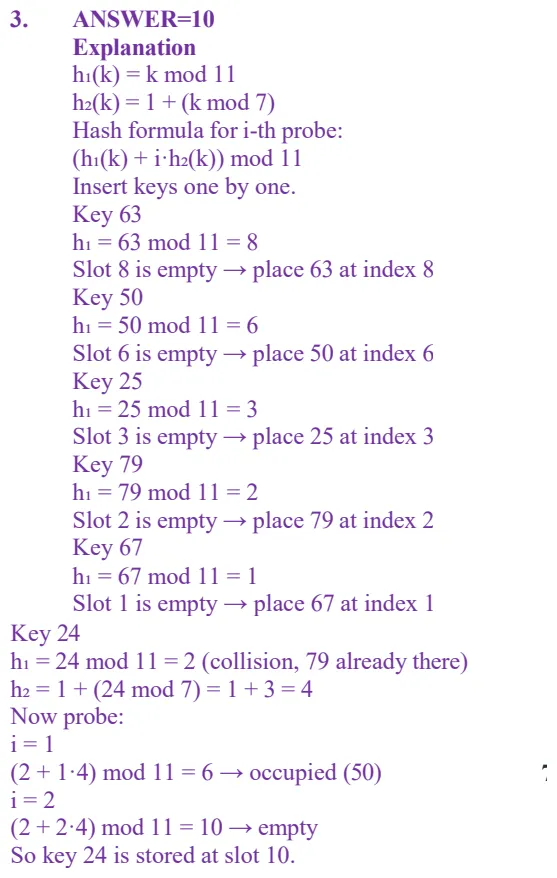 3. ANSWER=10
Explanation
h₁(k) = k mod 11
h₂(k) = 1 + (k mod 7)
Hash formula for i-th probe:
(h₁(k) + i·h₂(k)) mod 11
Insert keys one by one.
Key 63
h₁ = 63 mod 11 = 8
Slot 8 is empty → place 63 at index 8
Key 50
h₁ = 50 mod 11 = 6
Slot 6 is empty → place 50 at index 6
Key 25
h₁ = 25 mod 11 = 3
Slot 3 is empty → place 25 at index 3
Key 79
h₁ = 79 mod 11 = 2
Slot 2 is empty → place 79 at index 2
Key 67
h₁ = 67 mod 11 = 1
Slot 1 is empty → place 67 at index 1
Key 24
h₁ = 24 mod 11 = 2 (collision, 79 already there)
h₂ = 1 + (24 mod 7) = 1 + 3 = 4
Now probe:
i = 1
(2 + 1·4) mod 11 = 6 → occupied (50)
i = 2
(2 + 2·4) mod 11 = 10 → empty
So key 24 is stored at slot 10.